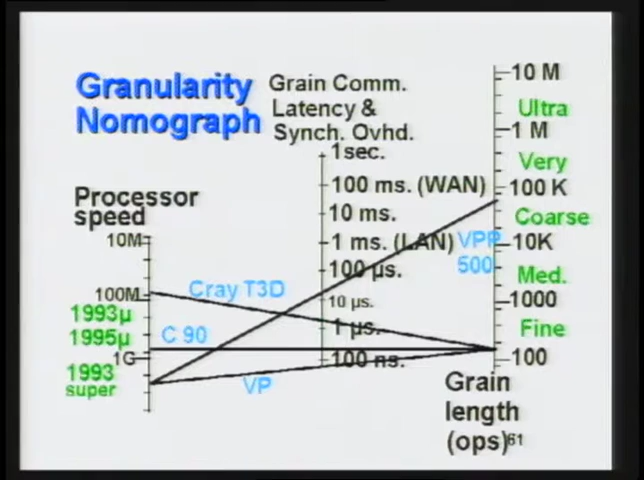 Granularity
Nomograph
Grain Comm.
Latency &
Synch. Ovhd.
Processor
speed
10M
100M
1993µ
1995µ
1G
1993
super
Cray T3D
C 90
VP
1sec.
100 ms. (WAN)
10 ms.
1 ms. (LAN)
100 µs.
10 µs.
1 µs.
100 ns.
VPP
500
10 M
Ultra
1 M
Very
100 K
Coarse
10K
Med.
1000
Fine
100
Grain
length
(ops)61